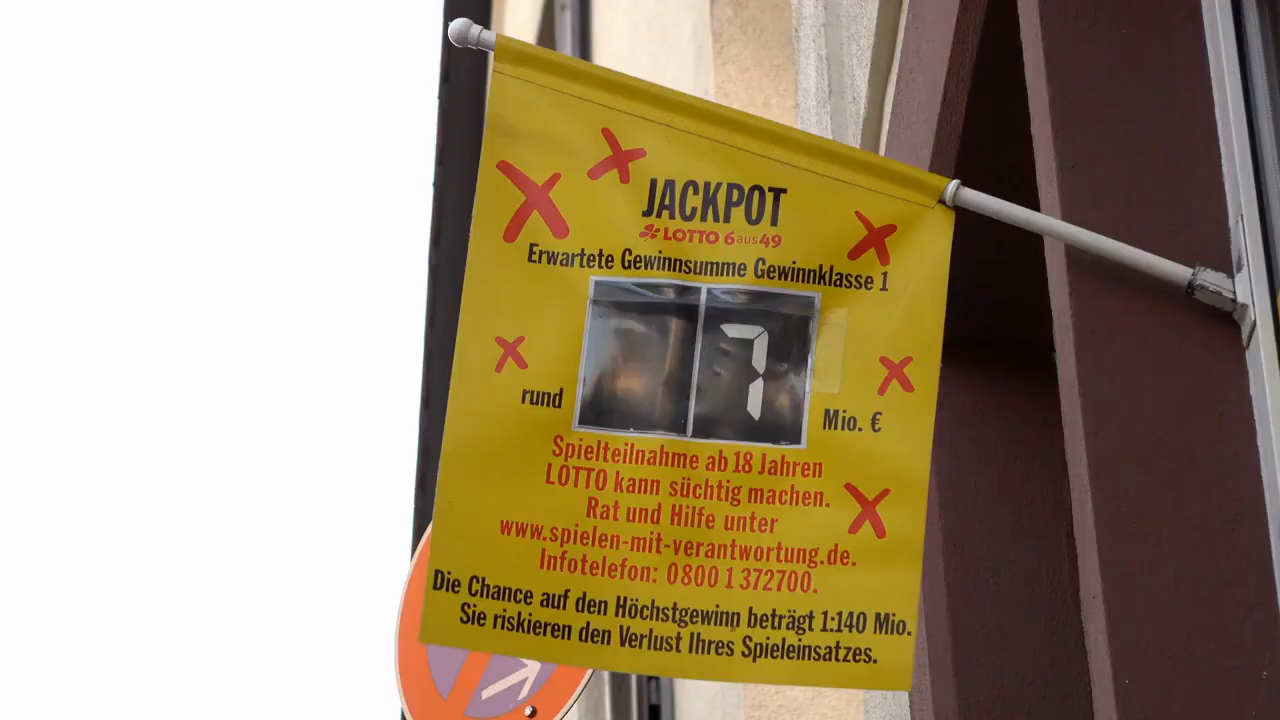 JACKPOT
LOTTO 6aus49
Erwartete Gewinnsumme Gewinnklasse 1
7
rund
Mio. €
Spielteilnahme ab 18 Jahren
LOTTO kann süchtig machen.
Rat und Hilfe unter
www.spielen-mit-verantwortung.de.
Infotelefon: 0800 1 372700.
Die Chance auf den Höchstgewinn beträgt 1:140 Mio.
Sie riskieren den Verlust Ihres Spieleinsatzes.